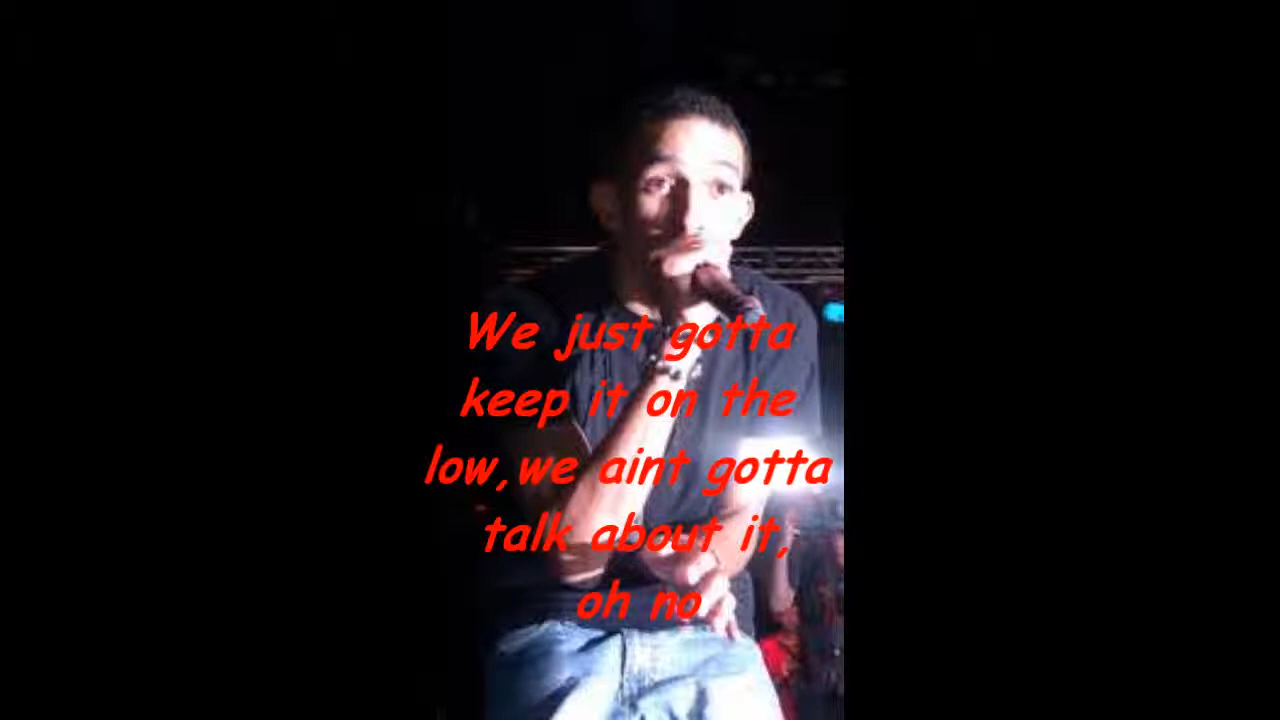 We just gotta
keep it on the
low,we aint gotta
talk about it,
oh no